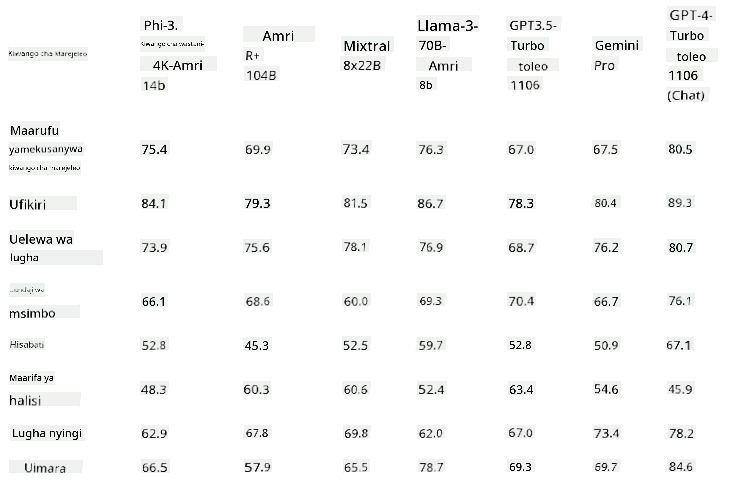 Kiwango cha Marejeleo
Phi-3.
Kiwango cha wastani-
4K-Amri
14b
Amri
R+
104B
Mixtral
8x22B
Llama-3-
70B-
Amri
8b
GPT3.5-
Turbo
toleo
1106
Gemini
Pro
GPT-4-
Turbo
toleo
1106
(Chat)
Maarufu
yamekusanywa
kiwango cha marejeleo
75.4 69.9 73.4 76.3 67.0 67.5 80.5
Ufikiri 84.1 79.3 81.5 86.7 78.3 80.4 89.3
Uelewa wa
lugha
73.9 75.6 78.1 76.9 68.7 76.2 80.7
msimbo
66.1 68.6 60.0 69.3 70.4 66.7 76.1
Hisabati 52.8 45.3 52.5 59.7 52.8 50.9 67.1
Maarifa ya
halisi
48.3 60.3 60.6 52.4 63.4 54.6 45.9
Lugha nyingi 62.9 67.8 69.8 62.0 67.0 73.4 78.2
Uimara 66.5 57.9 65.5 78.7 69.3 69.7 84.6